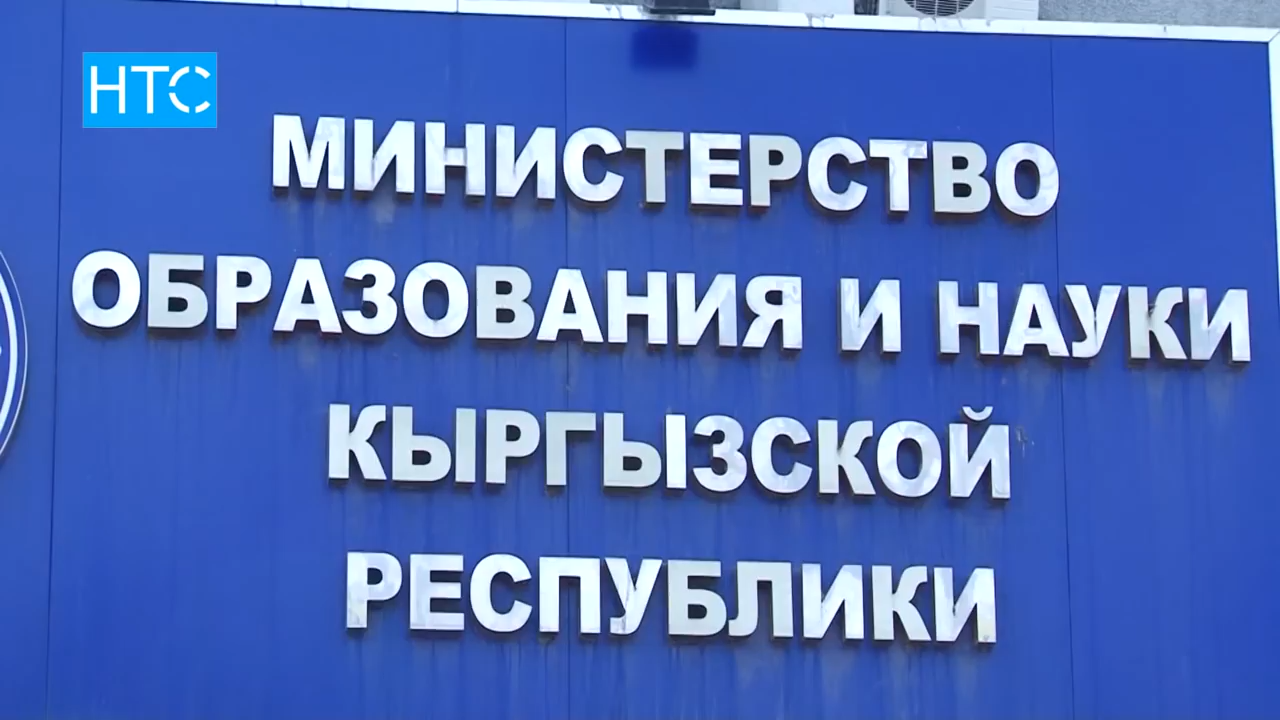 НТС
МИНИСТЕРСТВО
ОБРАЗОВАНИЯ И НАУКИ
КЫРГЫЗСКОЙ
РЕСПУБЛИКИ